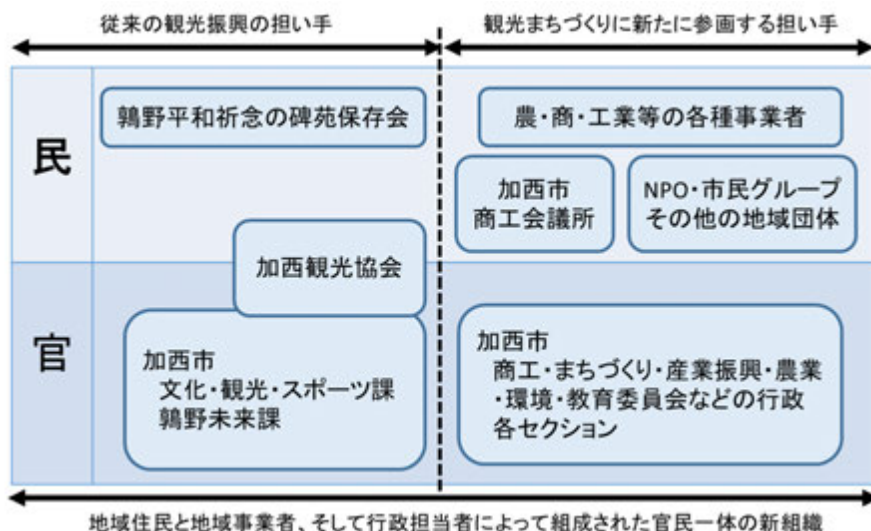 従来の観光振興の担い手
観光まちづくりに新たに参画する担い手
民
鶉野平和祈念の碑苑保存会
農・商・工業等の各種事業者
加西市
商工会議所
NPO・市民グループ
その他の地域団体
加西観光協会
官
加西市
文化・観光・スポーツ課
鶉野未来課
加西市
商工・まちづくり・産業振興・農業
・環境・教育委員会などの行政
各セクション
地域住民と地域事業者、そして行政担当者によって組成された官民一体の新組織